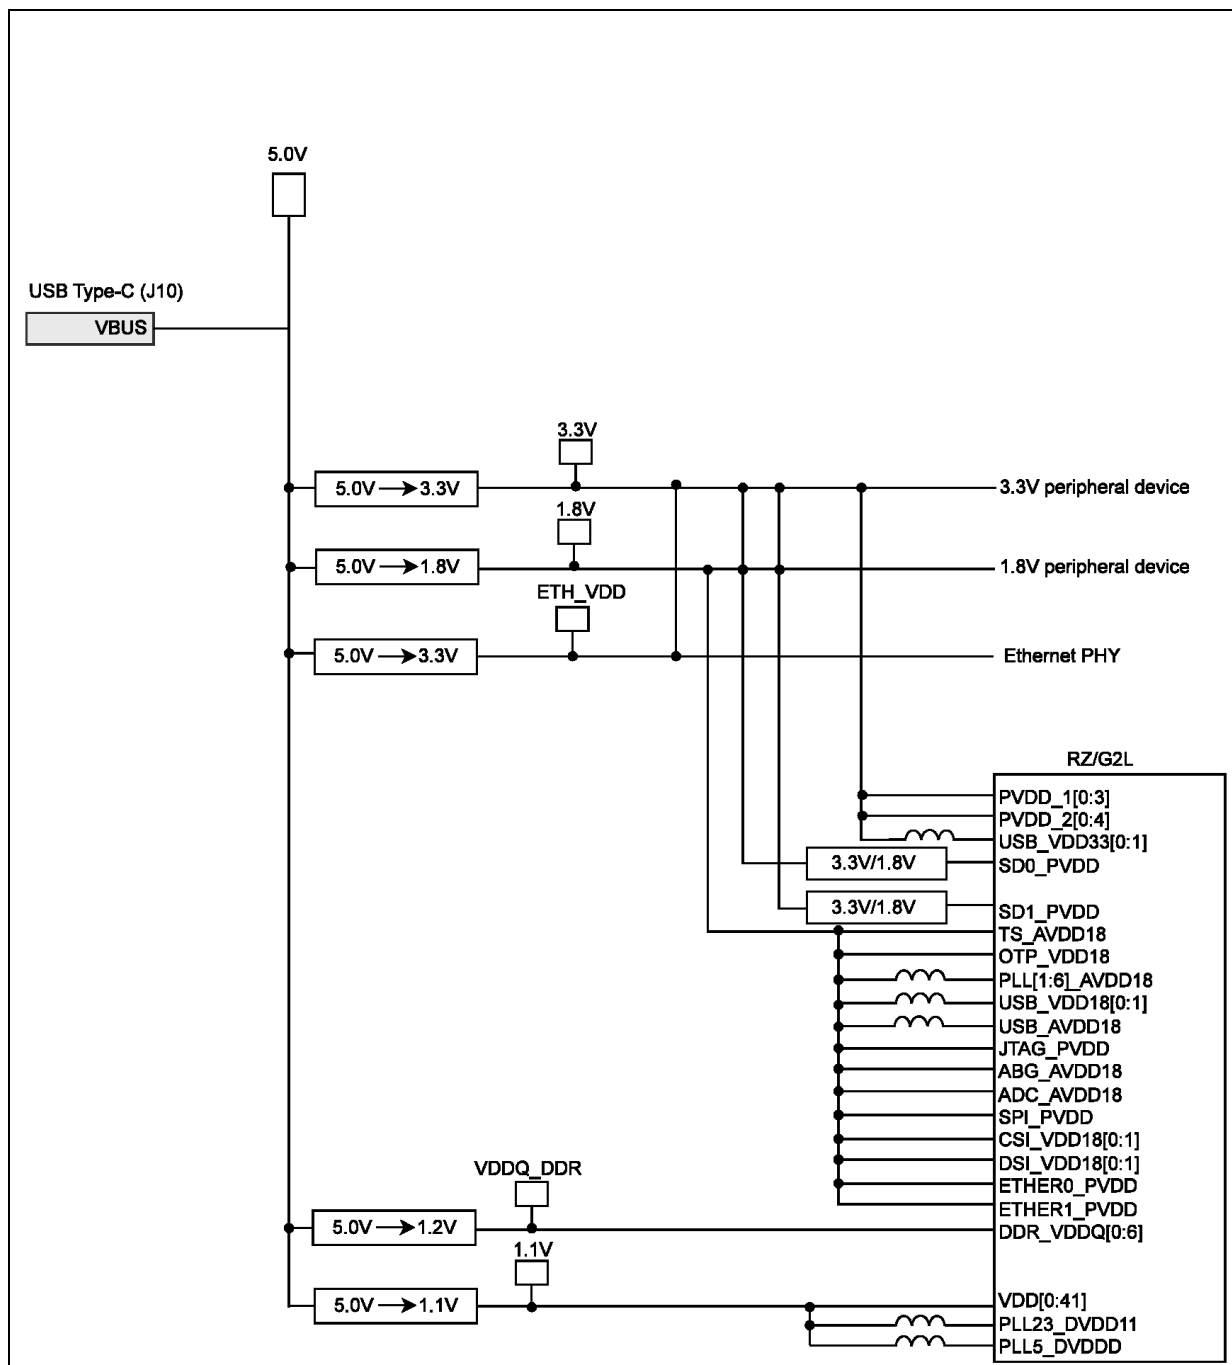 5.0V
USB Type-C (J10)
VBUS
3.3V
5.0V → 3.3V
3.3V peripheral device
1.8V
5.0V → 1.8V
1.8V peripheral device
ETH_VDD
5.0V → 3.3V
Ethernet PHY
RZ/G2L
PVDD_1[0:3]
PVDD_2[0:4]
USB_VDD33[0:1]
3.3V/1.8V
SD0_PVDD
3.3V/1.8V
SD1_PVDD
TS_AVDD18
OTP_VDD18
PLL[1:6]_AVDD18
USB_VDD18[0:1]
USB_AVDD18
JTAG_PVDD
ABG_AVDD18
ADC_AVDD18
SPI_PVDD
CSI_VDD18[0:1]
DSI_VDD18[0:1]
ETHER0_PVDD
ETHER1_PVDD
VDDQ_DDR
5.0V → 1.2V
DDR_VDDQ[0:6]
1.1V
5.0V → 1.1V
VDD[0:41]
PLL23_DVDD11
PLL5_DVDDD